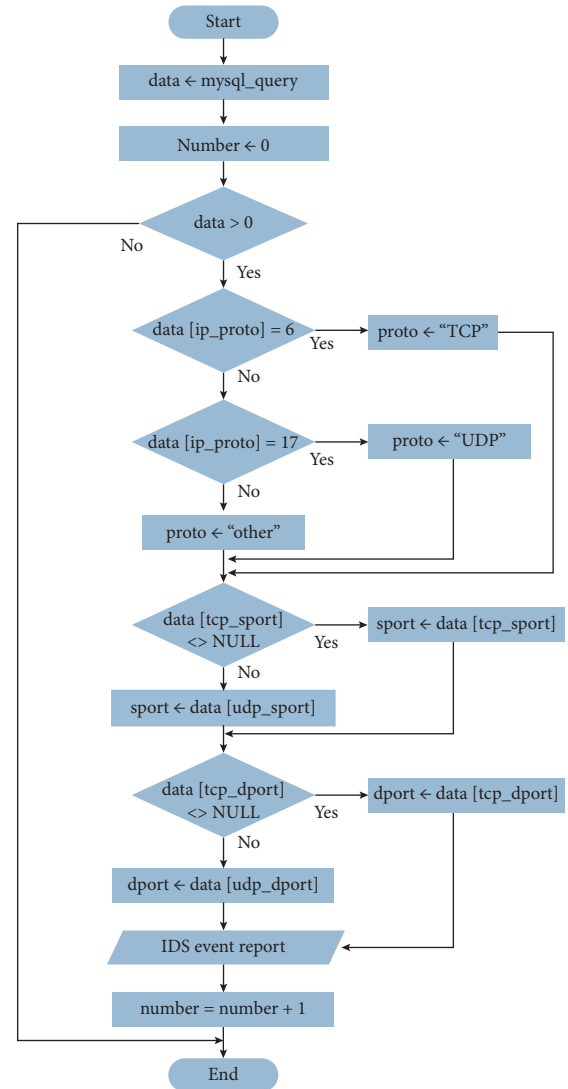 Start
data ← mysql_query
Number ← 0
data > 0
No
Yes
data [ip_proto] = 6
Yes
proto ← “TCP”
No
data [ip_proto] = 17
Yes
proto ← “UDP”
No
proto ← “other”
data [tcp_sport]
<> NULL
Yes
sport ← data [tcp_sport]
No
sport ← data [udp_sport]
data [tcp_dport]
<> NULL
Yes
dport ← data [tcp_dport]
No
dport ← data [udp_dport]
IDS event report
number = number + 1
End